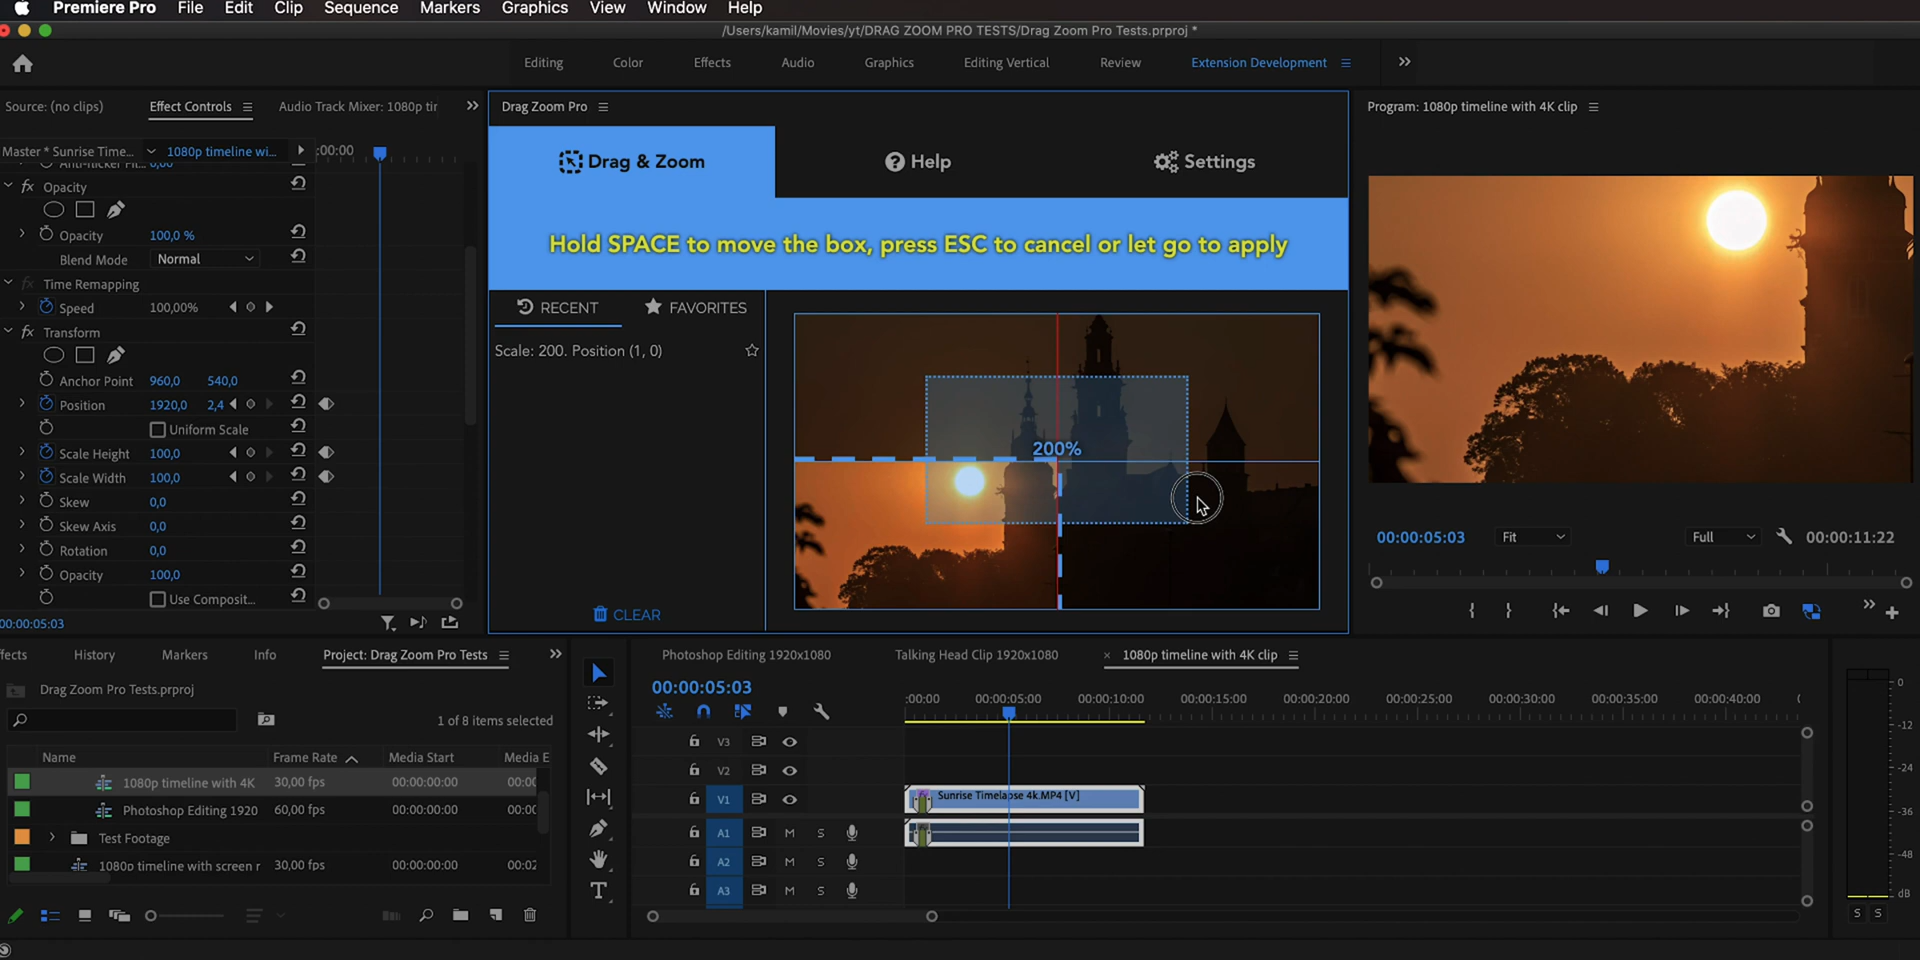 Premiere Pro File Edit Clip Sequence Markers Graphics View Window Help
/Users/kamil/Movies/yt/DRAG ZOOM PRO TESTS/Drag Zoom Pro Tests.prproj *
Editing Color Effects Audio Graphics Editing Vertical Review Extension Development
Source: (no clips) Effect Controls Audio Track Mixer: 1080p tir
Drag Zoom Pro
Program: 1080p timeline with 4K clip
Master * Sunrise Time... 1080p timeline wi... :00:00
0,00
Opacity
Opacity 100,0 %
Blend Mode Normal
Time Remapping
Speed 100,00%
Transform
Anchor Point 960,0 540,0
Position 1920,0 2,4
Uniform Scale
Scale Height 100,0
Scale Width 100,0
Skew 0,0
Skew Axis 0,0
Rotation 0,0
Opacity 100,0
Use Composit...
00:00:05:03
Drag & Zoom Help Settings
Hold SPACE to move the box, press ESC to cancel or let go to apply
RECENT FAVORITES
Scale: 200. Position (1, 0)
200%
CLEAR
00:00:05:03 Fit Full 00:00:11:22
ffects History Markers Info Project: Drag Zoom Pro Tests
Drag Zoom Pro Tests.prproj
1 of 8 items selected
Name Frame Rate Media Start Media E
1080p timeline with 4K 30,00 fps 00:00:00:00 00:00
Photoshop Editing 1920 60,00 fps 00:00:00:00 00:00
Test Footage
1080p timeline with screen r 30,00 fps 00:00:00:00 00:02
T
Photoshop Editing 1920x1080 Talking Head Clip 1920x1080 × 1080p timeline with 4K clip
00:00:05:03
:00:00 00:00:05:00 00:00:10:00 00:00:15:00 00:00:20:00 00:00:25:00 00:00:30:00 00:00:35:00 00:00:40:00
V3
V2
V1 Sunrise Timelapse 4k.MP4 [V]
A1 M S
A2 M S
A3 M S
0
-12
-24
-36
-48
dB
S S